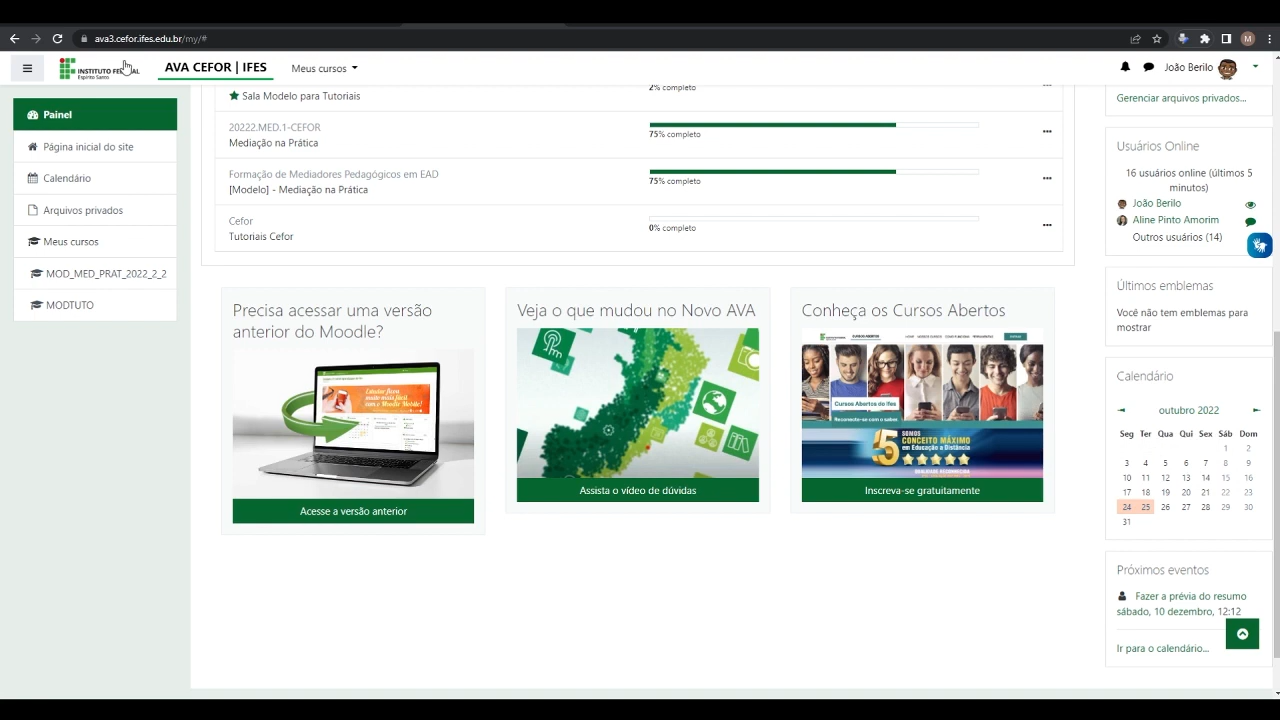 ava3.cefor.ifes.edu.br/my/#
M
INSTITUTO FEDERAL
Espírito Santo
AVA CEFOR | IFES
Meus cursos
João Berilo
Painel
Página inicial do site
Calendário
Arquivos privados
Meus cursos
MOD_MED_PRAT_2022_2_2
MODTUTO
2% completo
Sala Modelo para Tutoriais
20222.MED.1-CEFOR
Mediação na Prática
75% completo
Formação de Mediadores Pedagógicos em EAD
[Modelo] - Mediação na Prática
75% completo
Cefor
Tutoriais Cefor
0% completo
Precisa acessar uma versão
anterior do Moodle?
Acesse a versão anterior
Veja o que mudou no Novo AVA
Assista o vídeo de dúvidas
Conheça os Cursos Abertos
Cursos Abertos do Ifes
Reconecte-se com o saber
SOMOS
5 CONCEITO MÁXIMO
em Educação a Distância
QUALIDADE RECONHECIDA
Inscreva-se gratuitamente
Gerenciar arquivos privados...
Usuários Online
16 usuários online (últimos 5
minutos)
João Berilo
Aline Pinto Amorim
Outros usuários (14)
Últimos emblemas
Você não tem emblemas para
mostrar
Calendário
◄ outubro 2022 ►
Seg Ter Qua Qui Sex Sáb Dom
1 2
3 4 5 6 7 8 9
10 11 12 13 14 15 16
17 18 19 20 21 22 23
24 25 26 27 28 29 30
31
Próximos eventos
Fazer a prévia do resumo
sábado, 10 dezembro, 12:12
Ir para o calendário...